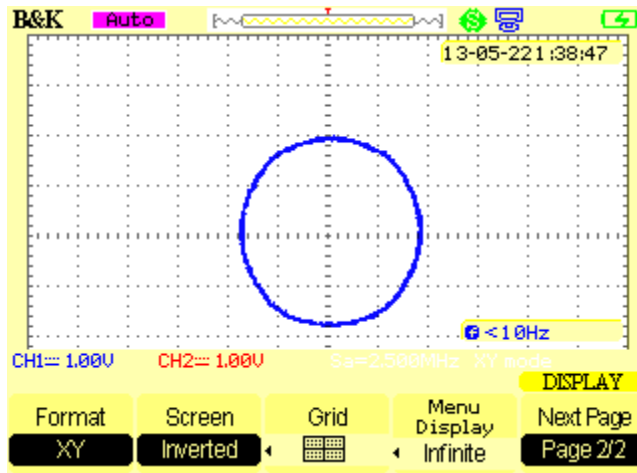 B&K Auto T S
13-05-22 1:38:47
F <10Hz
CH1 1.00V CH2 1.00V Sa=2.500MHz XY mode
DISPLAY
Format Screen Grid Menu Display Next Page
XY Inverted Infinite Page 2/2